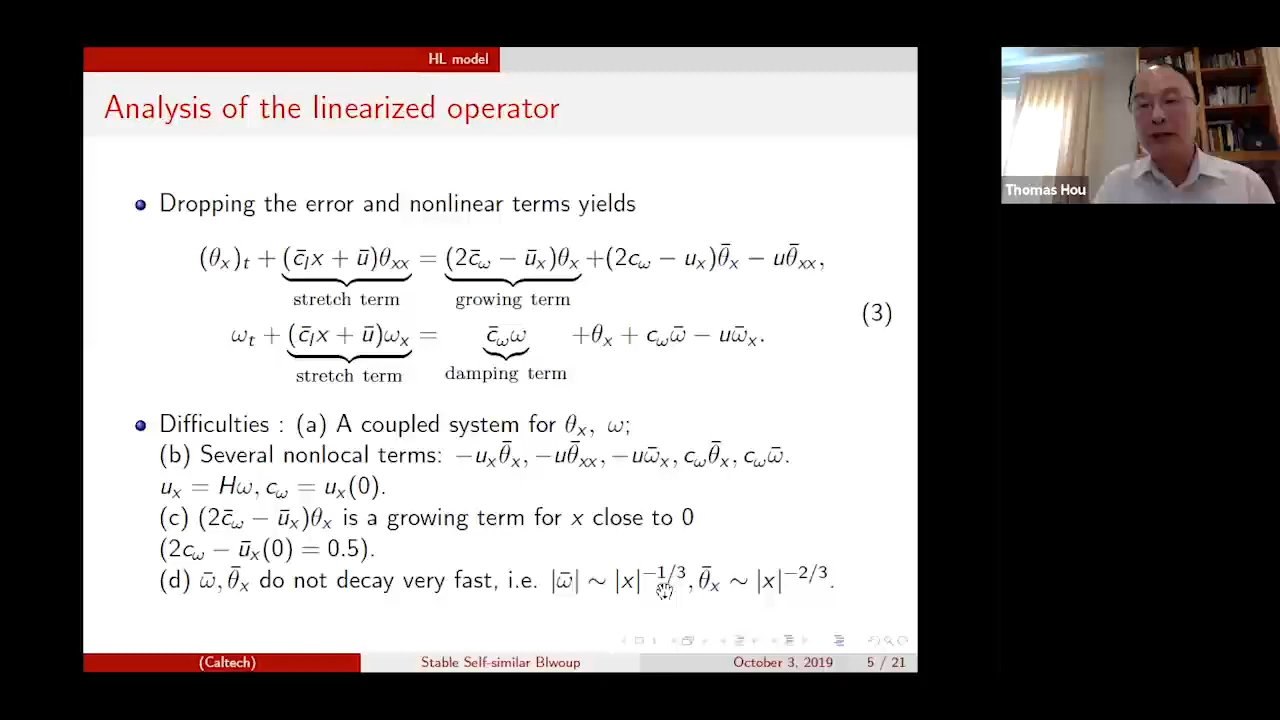 HL model
Analysis of the linearized operator
Dropping the error and nonlinear terms yields
(θ_x)_t + (c̄_l x + ū)θ_xx = (2c̄_ω − ū_x)θ_x + (2c_ω − u_x)θ̄_x − uθ̄_xx,
stretch term growing term
(3)
ω_t + (c̄_l x + ū)ω_x = c̄_ω ω + θ_x + c_ω ω̄ − uω̄_x.
stretch term damping term
Difficulties : (a) A coupled system for θ_x, ω;
(b) Several nonlocal terms: −u_x θ̄_x, −uθ̄_xx, −uω̄_x, c_ω θ̄_x, c_ω ω̄.
u_x = Hω, c_ω = u_x(0).
(c) (2c̄_ω − ū_x)θ_x is a growing term for x close to 0
(2c_ω − ū_x(0) = 0.5).
(d) ω̄, θ̄_x do not decay very fast, i.e. |ω̄| ∼ |x|^{−1/3}, θ̄_x ∼ |x|^{−2/3}.
(Caltech) Stable Self-similar Blwoup October 3, 2019 5 / 21
Thomas Hou